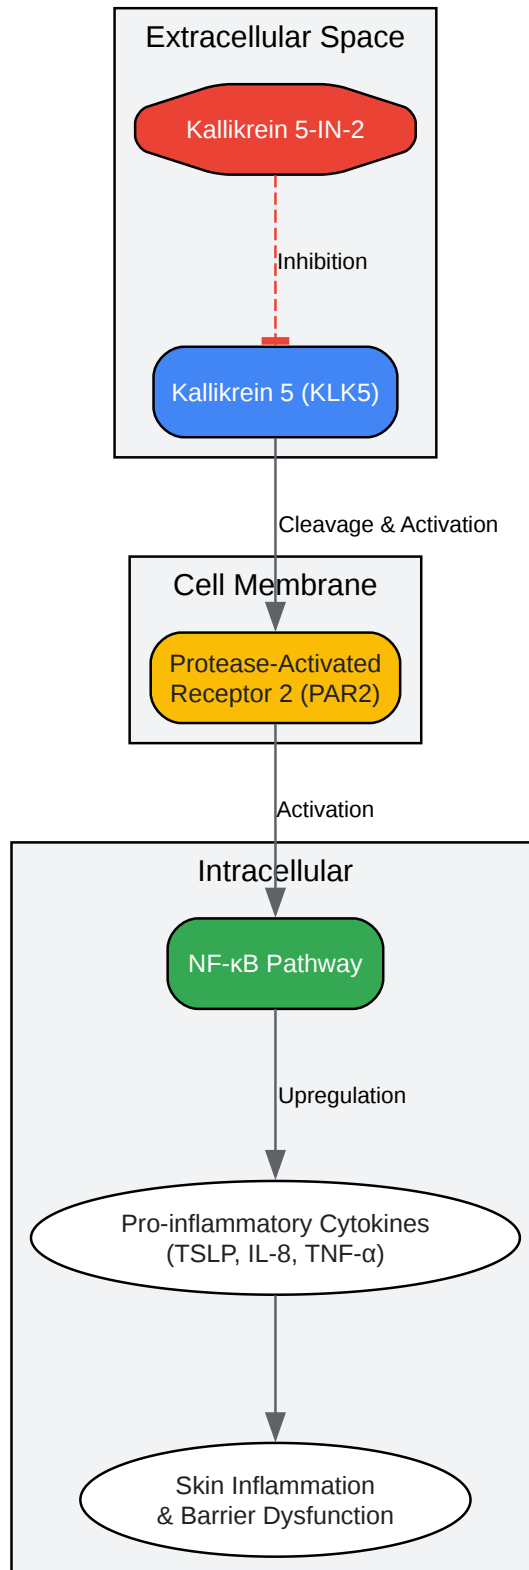 Extracellular Space
Kallikrein 5-IN-2
Inhibition
Kallikrein 5 (KLK5)
Cleavage & Activation
Cell Membrane
Protease-Activated
Receptor 2 (PAR2)
Activation
Intracellular
NF-κB Pathway
Upregulation
Pro-inflammatory Cytokines
(TSLP, IL-8, TNF-α)
Skin Inflammation
& Barrier Dysfunction